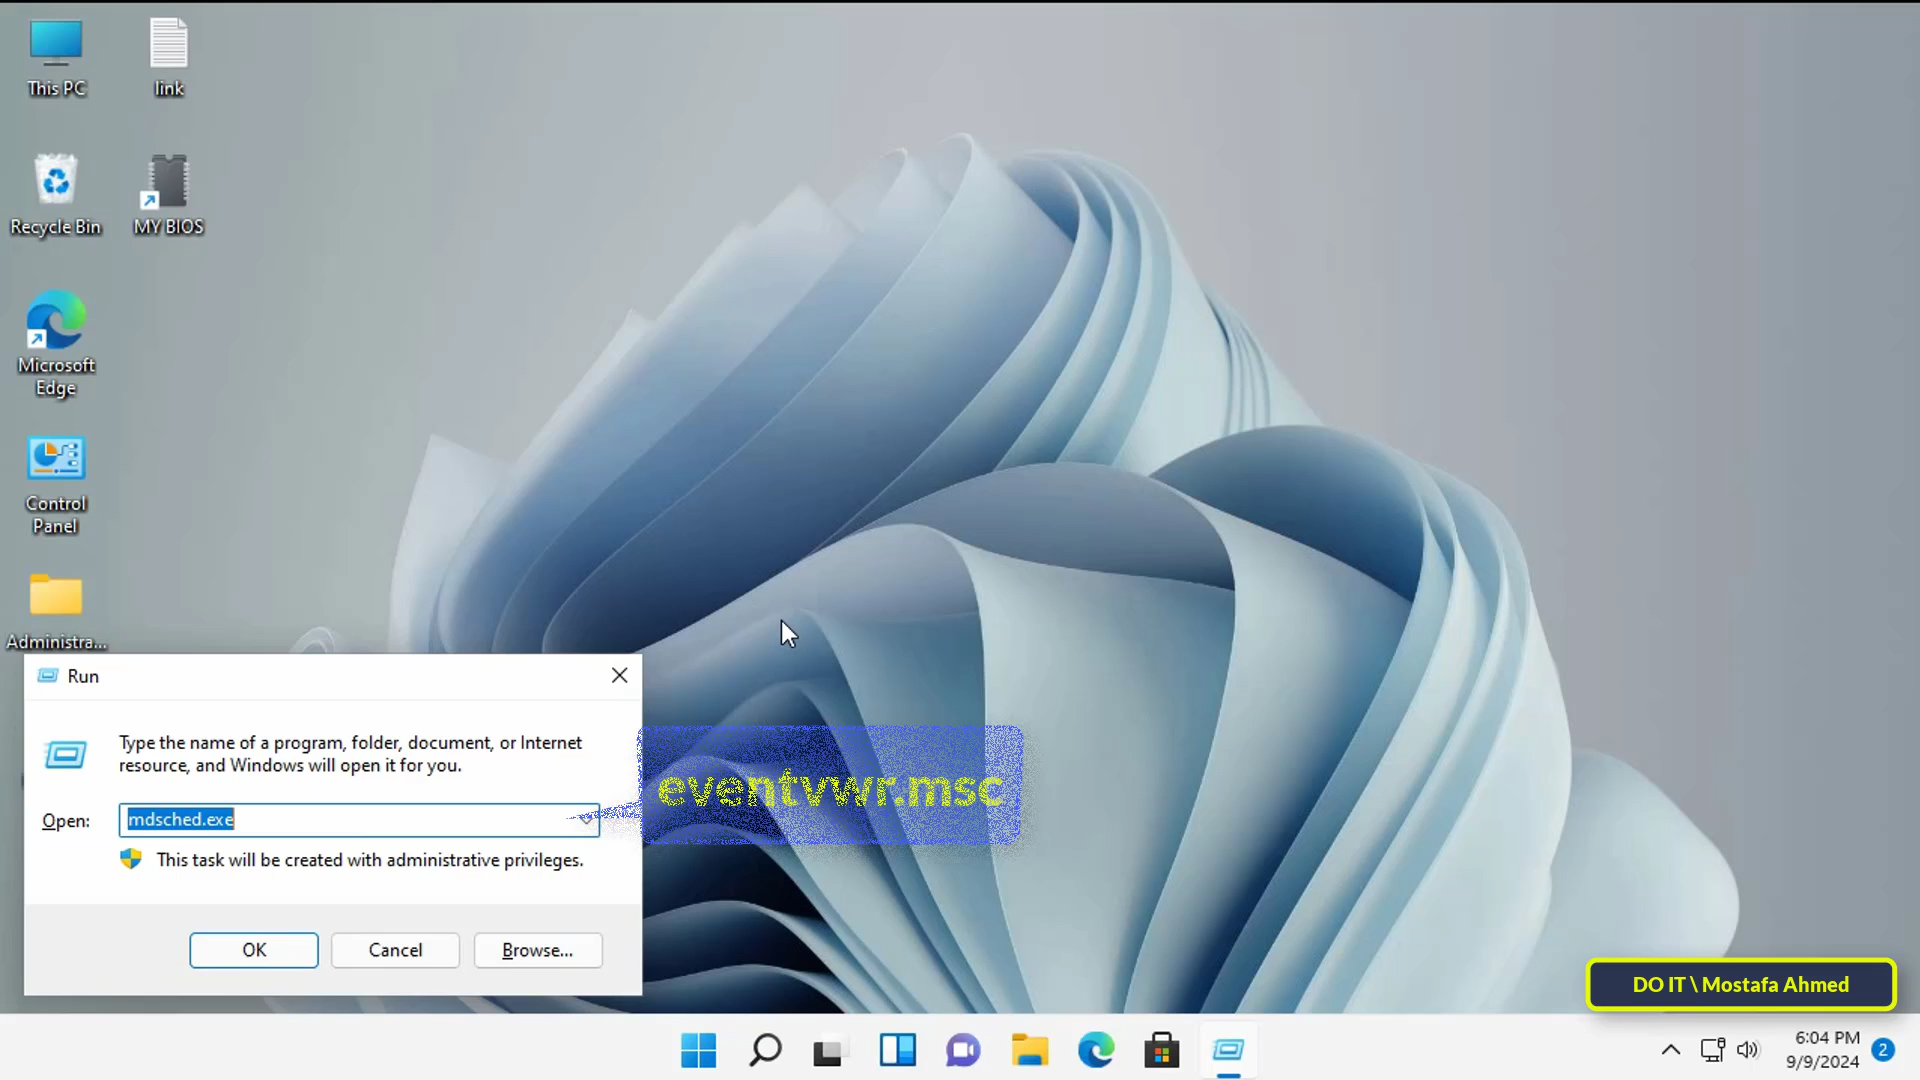 This PC
link
Recycle Bin
MY BIOS
Microsoft
Edge
Control
Panel
Administra...
Run
Type the name of a program, folder, document, or Internet
resource, and Windows will open it for you.
Open:
mdsched.exe
eventvwr.msc
This task will be created with administrative privileges.
OK
Cancel
Browse...
DO IT \ Mostafa Ahmed
6:04 PM
9/9/2024
2